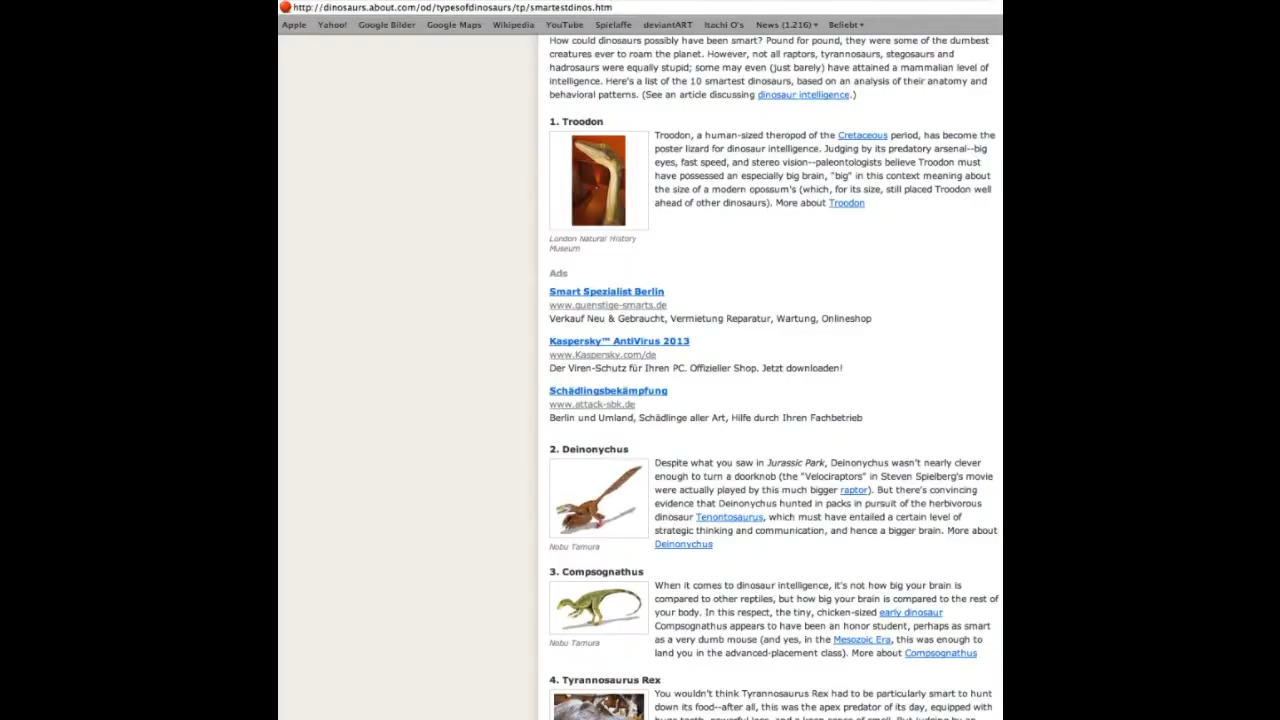 http://dinosaurs.about.com/od/typesofdinosaurs/tp/smartestdinos.htm
Apple Yahoo! Google Bilder Google Maps Wikipedia YouTube Spielaffe deviantART Itachi O's News (1.216) Beliebt
How could dinosaurs possibly have been smart? Pound for pound, they were some of the dumbest
creatures ever to roam the planet. However, not all raptors, tyrannosaurs, stegosaurs and
hadrosaurs were equally stupid; some may even (just barely) have attained a mammalian level of
intelligence. Here's a list of the 10 smartest dinosaurs, based on an analysis of their anatomy and
behavioral patterns. (See an article discussing dinosaur intelligence.)
1. Troodon
Troodon, a human-sized theropod of the Cretaceous period, has become the
poster lizard for dinosaur intelligence. Judging by its predatory arsenal--big
eyes, fast speed, and stereo vision--paleontologists believe Troodon must
have possessed an especially big brain, "big" in this context meaning about
the size of a modern opossum's (which, for its size, still placed Troodon well
ahead of other dinosaurs). More about Troodon
London Natural History
Museum
Ads
Smart Spezialist Berlin
www.guenstige-smarts.de
Verkauf Neu & Gebraucht, Vermietung Reparatur, Wartung, Onlineshop
Kaspersky™ AntiVirus 2013
www.Kaspersky.com/de
Der Viren-Schutz für Ihren PC. Offizieller Shop. Jetzt downloaden!
Schädlingsbekämpfung
www.attack-sbk.de
Berlin und Umland, Schädlinge aller Art, Hilfe durch Ihren Fachbetrieb
2. Deinonychus
Despite what you saw in Jurassic Park, Deinonychus wasn't nearly clever
enough to turn a doorknob (the "Velociraptors" in Steven Spielberg's movie
were actually played by this much bigger raptor). But there's convincing
evidence that Deinonychus hunted in packs in pursuit of the herbivorous
dinosaur Tenontosaurus, which must have entailed a certain level of
strategic thinking and communication, and hence a bigger brain. More about
Deinonychus
Nobu Tamura
3. Compsognathus
When it comes to dinosaur intelligence, it's not how big your brain is
compared to other reptiles, but how big your brain is compared to the rest of
your body. In this respect, the tiny, chicken-sized early dinosaur
Compsognathus appears to have been an honor student, perhaps as smart
as a very dumb mouse (and yes, in the Mesozoic Era, this was enough to
land you in the advanced-placement class). More about Compsognathus
Nobu Tamura
4. Tyrannosaurus Rex
You wouldn't think Tyrannosaurus Rex had to be particularly smart to hunt
down its food--after all, this was the apex predator of its day, equipped with